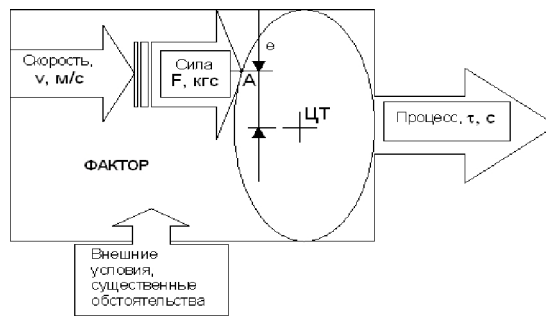 Скорость,
v, м/с
Сила
F, кгс
e
A
ЦТ
Процесс, τ, с
ФАКТОР
Внешние
условия,
существенные
обстоятельства